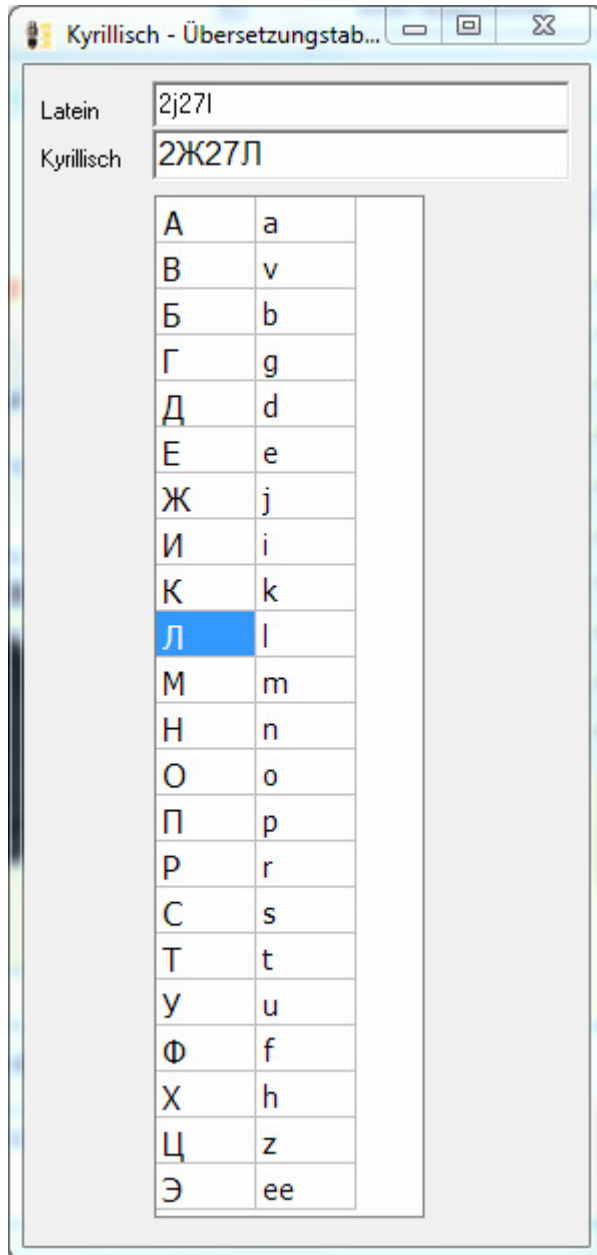 Kyrillisch - Übersetzungstab...
Latein 2j27l
Kyrillisch 2Ж27Л
А a
В v
Б b
Г g
Д d
Е e
Ж j
И i
К k
Л l
М m
Н n
О o
П p
Р r
С s
Т t
У u
Ф f
Х h
Ц z
Э ee